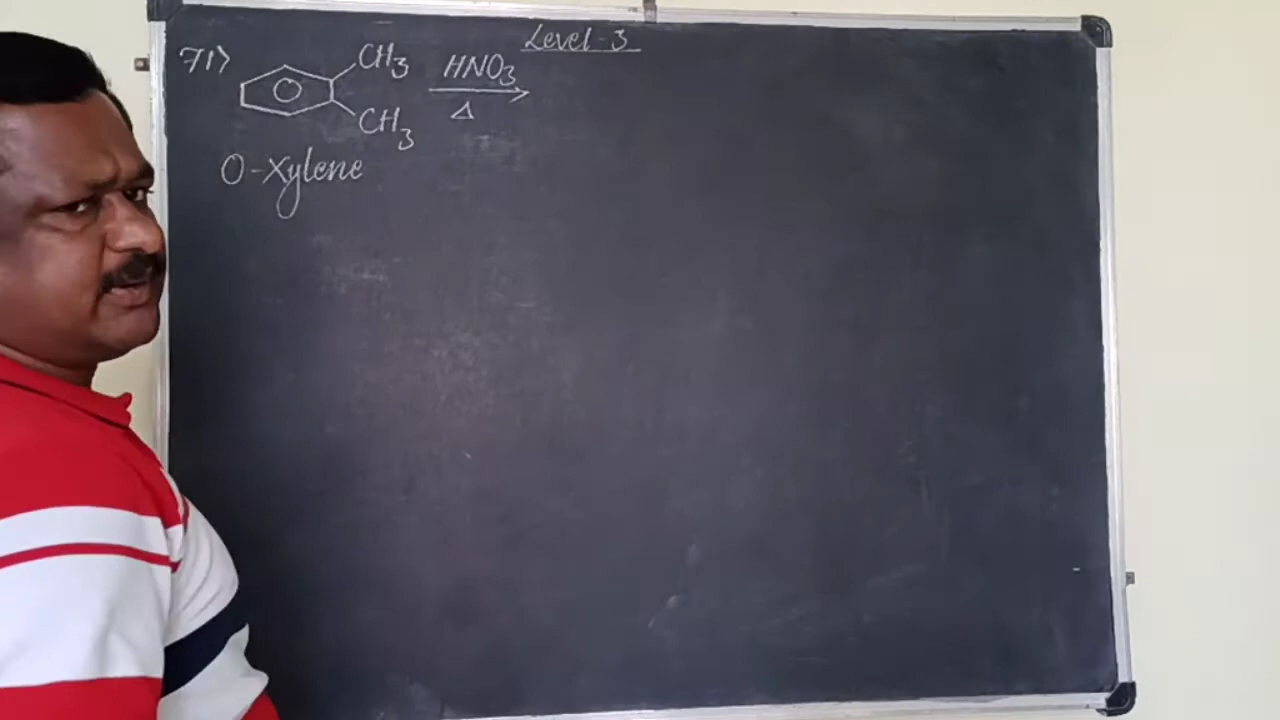 Level-3
71>
CH3
HNO3
Δ
CH3
O-Xylene